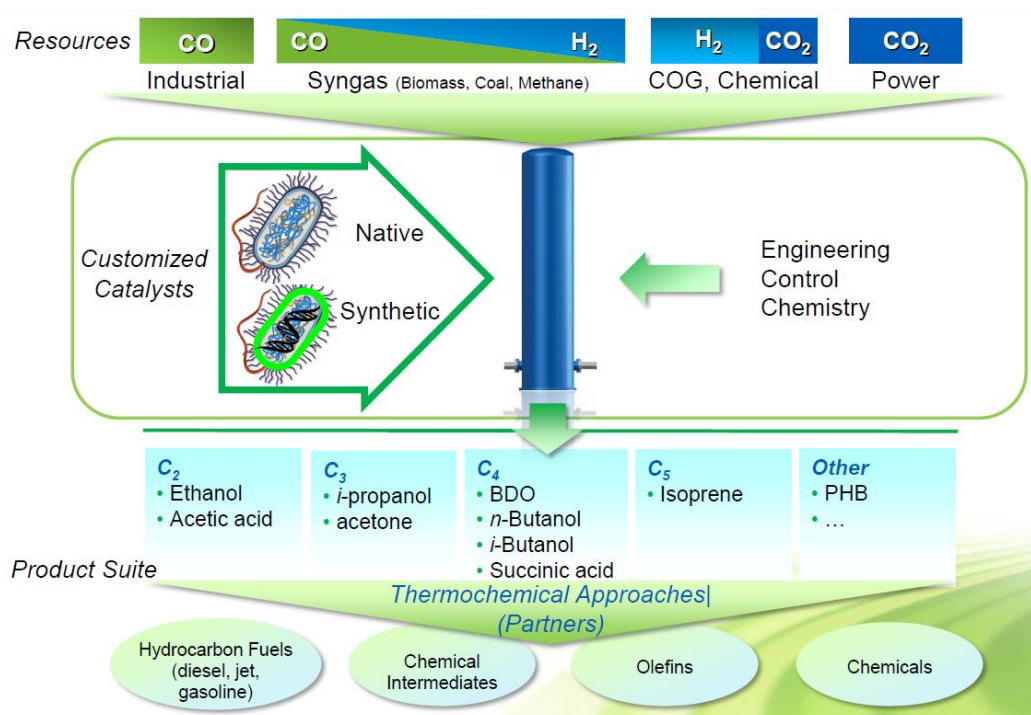 Resources
CO
CO
H₂
H₂
CO₂
CO₂
Industrial
Syngas (Biomass, Coal, Methane)
COG, Chemical
Power
Customized
Catalysts
Native
Synthetic
Engineering
Control
Chemistry
C₂
• Ethanol
• Acetic acid
C₃
• i-propanol
• acetone
C₄
• BDO
• n-Butanol
• i-Butanol
• Succinic acid
C₅
• Isoprene
Other
• PHB
• …
Product Suite
Thermochemical Approaches|
(Partners)
Hydrocarbon Fuels
(diesel, jet,
gasoline)
Chemical
Intermediates
Olefins
Chemicals